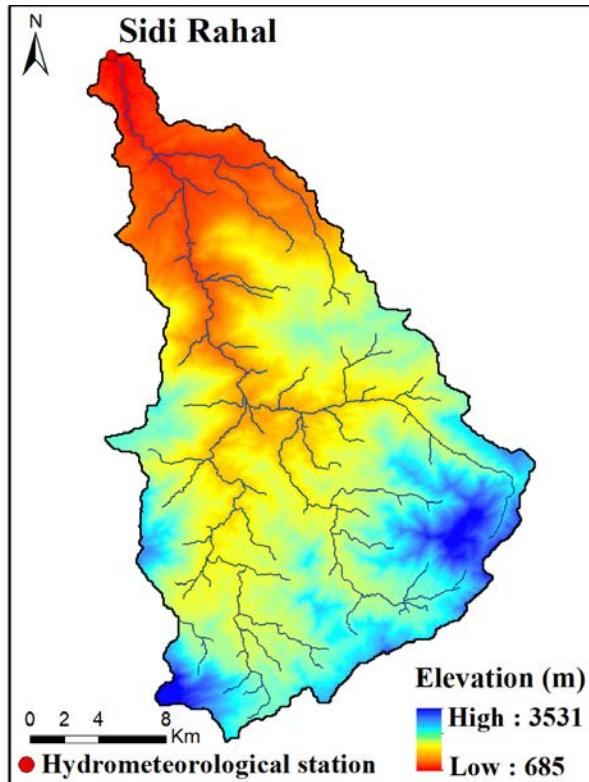 N
Sidi Rahal
Elevation (m)
High : 3531
Low : 685
0 2 4 8
Km
Hydrometeorological station